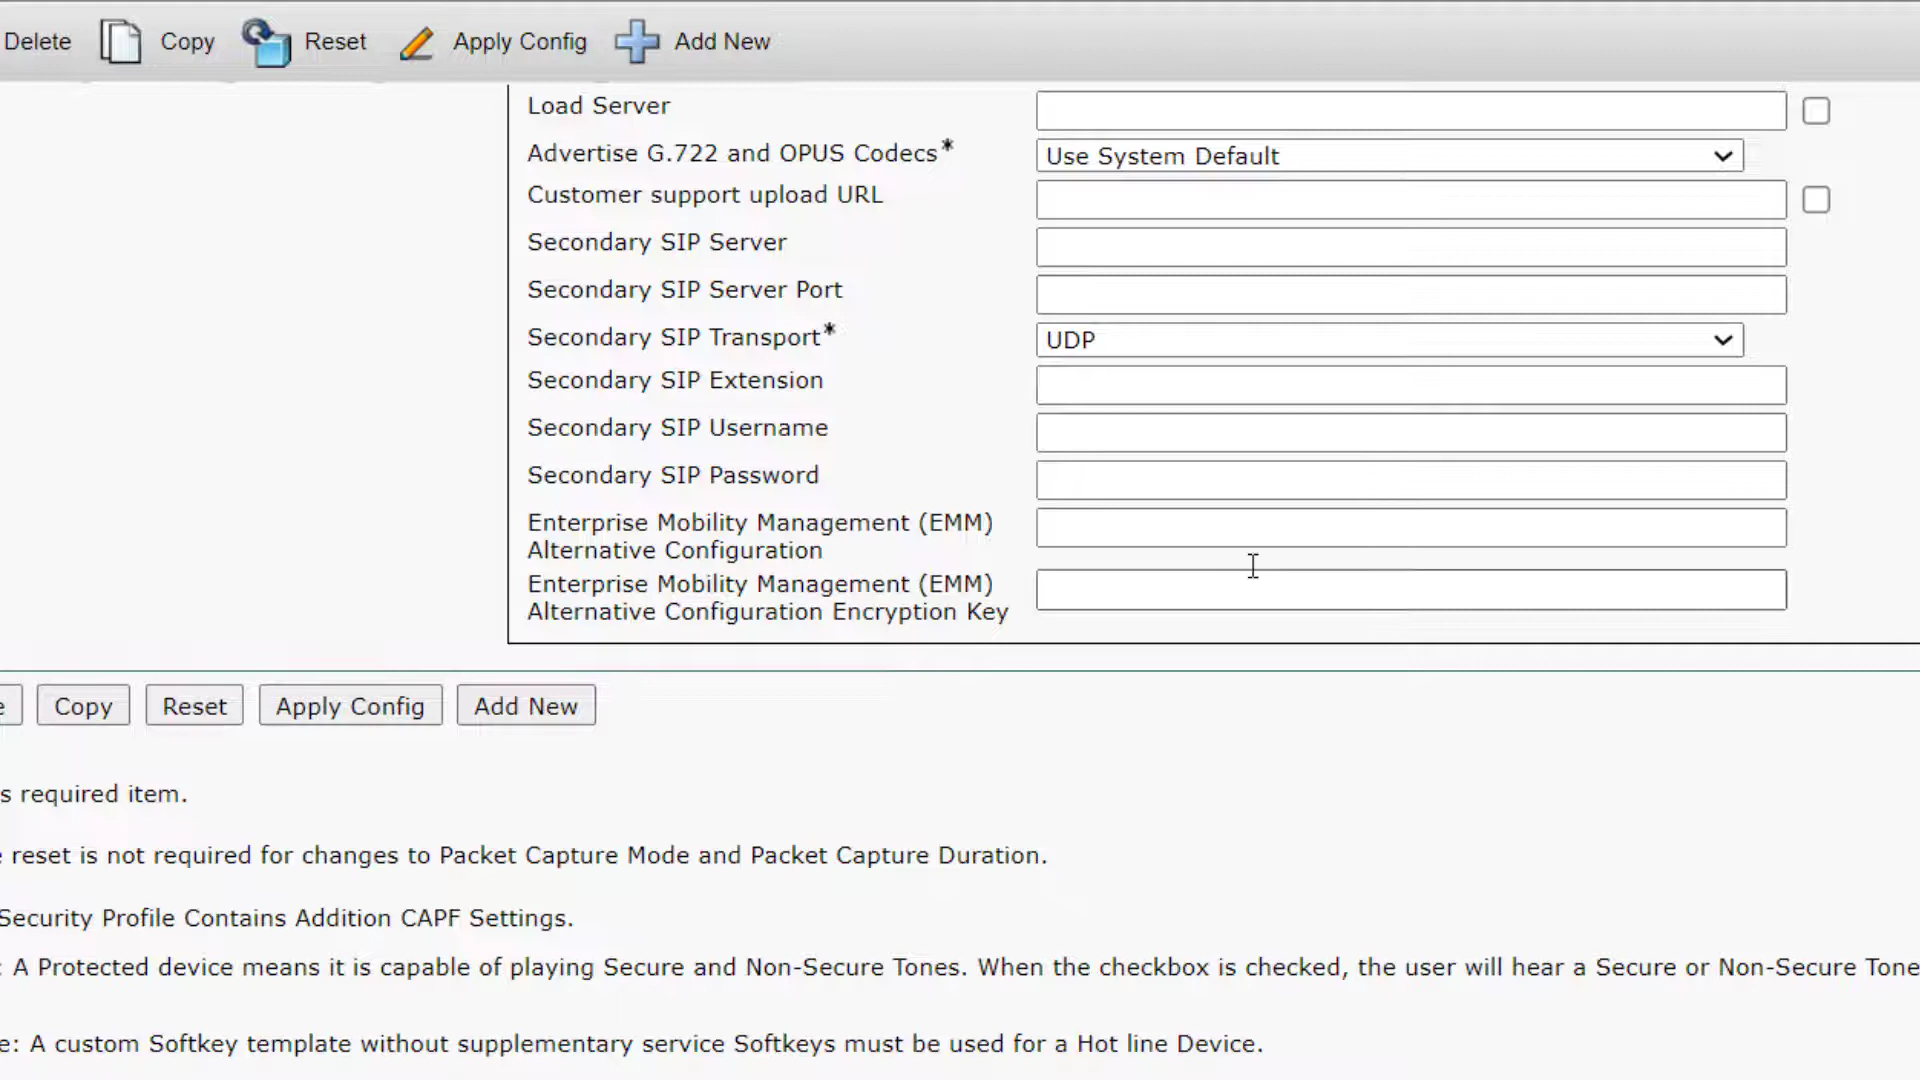 Delete Copy Reset Apply Config Add New
Load Server
Advertise G.722 and OPUS Codecs* Use System Default
Customer support upload URL
Secondary SIP Server
Secondary SIP Server Port
Secondary SIP Transport* UDP
Secondary SIP Extension
Secondary SIP Username
Secondary SIP Password
Enterprise Mobility Management (EMM)
Alternative Configuration
Enterprise Mobility Management (EMM)
Alternative Configuration Encryption Key
e Copy Reset Apply Config Add New
s required item.
e reset is not required for changes to Packet Capture Mode and Packet Capture Duration.
Security Profile Contains Addition CAPF Settings.
: A Protected device means it is capable of playing Secure and Non-Secure Tones. When the checkbox is checked, the user will hear a Secure or Non-Secure Tone
e: A custom Softkey template without supplementary service Softkeys must be used for a Hot line Device.